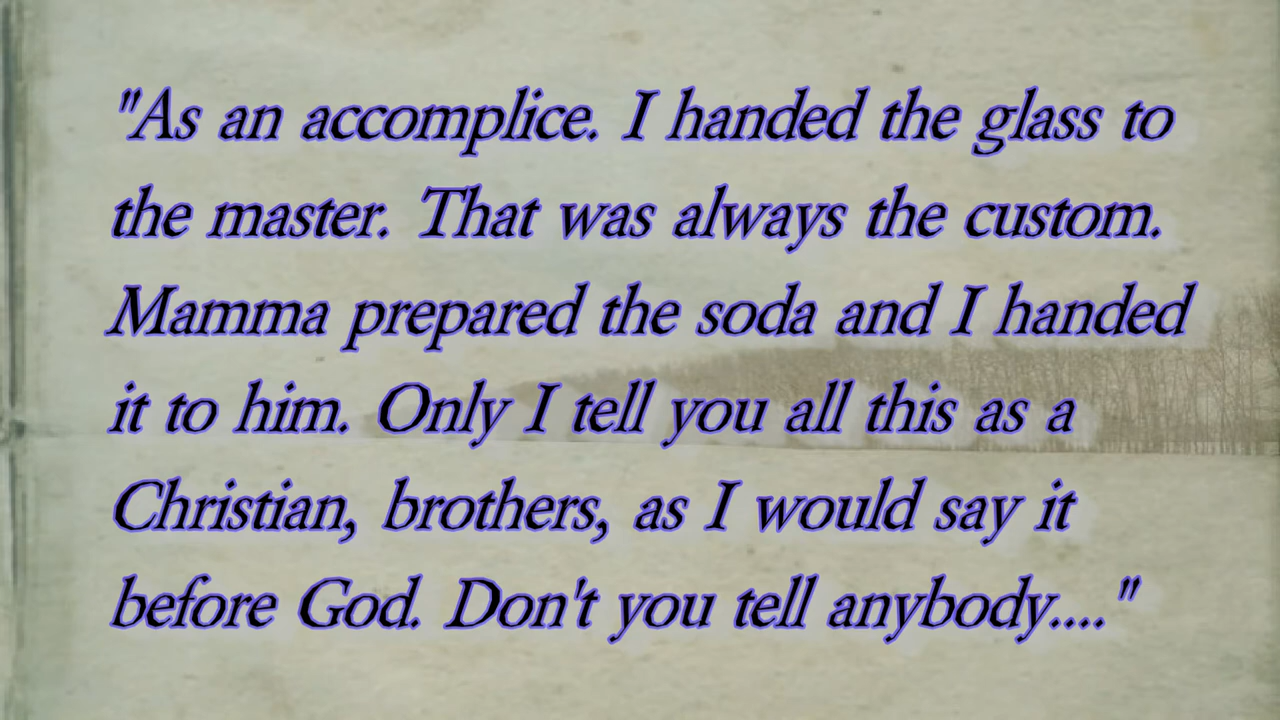 "As an accomplice. I handed the glass to
the master. That was always the custom.
Mamma prepared the soda and I handed
it to him. Only I tell you all this as a
Christian, brothers, as I would say it
before God. Don't you tell anybody...."